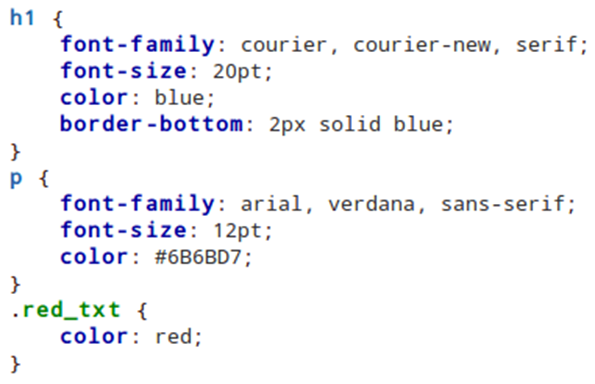 h1 {
    font-family: courier, courier-new, serif;
    font-size: 20pt;
    color: blue;
    border-bottom: 2px solid blue;
}
p {
    font-family: arial, verdana, sans-serif;
    font-size: 12pt;
    color: #6B6BD7;
}
.red_txt {
    color: red;
}